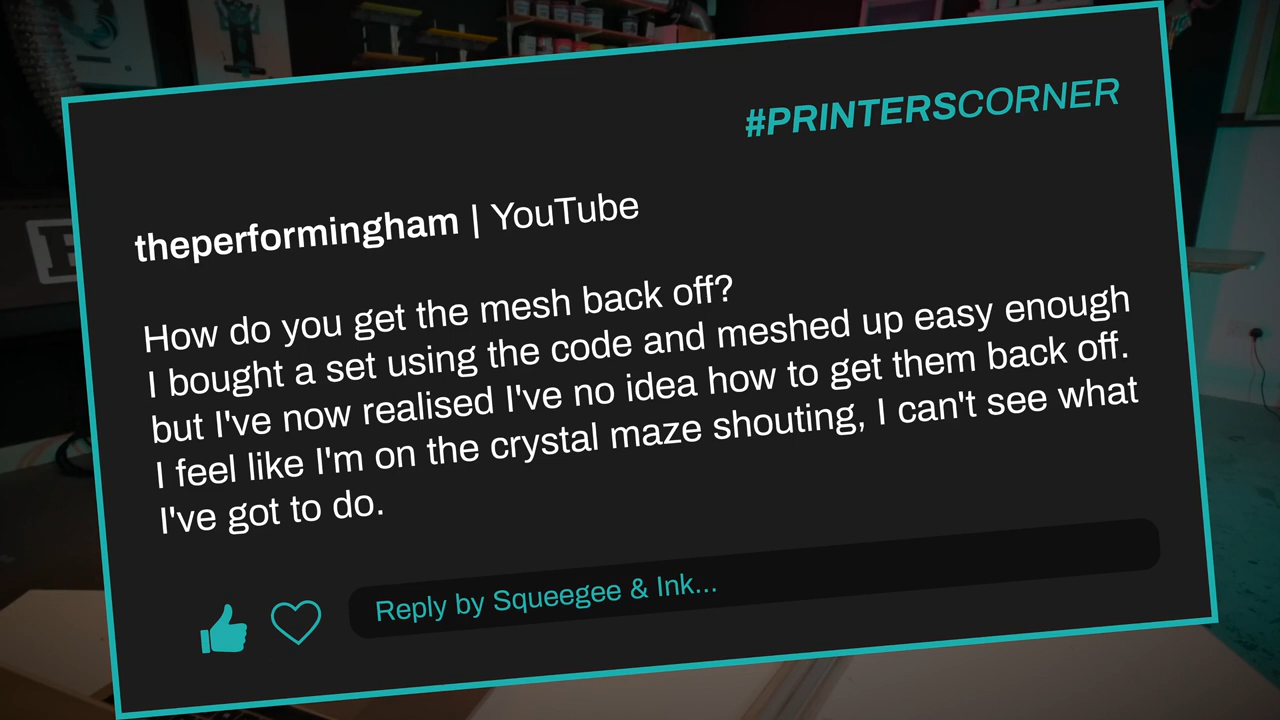 #PRINTERSCORNER
theperformingham | YouTube
How do you get the mesh back off?
I bought a set using the code and meshed up easy enough
but I've now realised I've no idea how to get them back off.
I feel like I'm on the crystal maze shouting, I can't see what
I've got to do.
Reply by Squeegee & Ink...